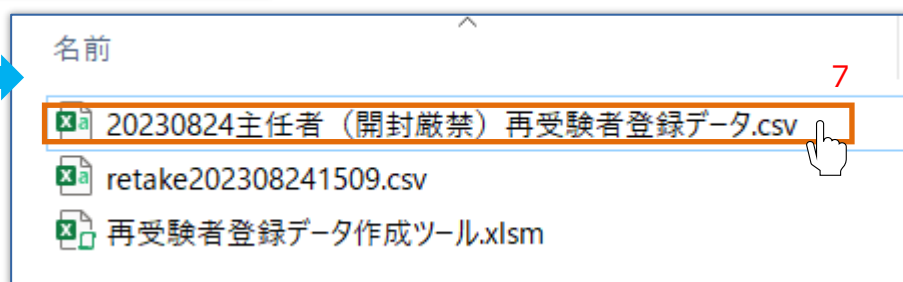 名前
7
20230824主任者（開封厳禁）再受験者登録データ.csv
retake202308241509.csv
再受験者登録データ作成ツール.xlsm